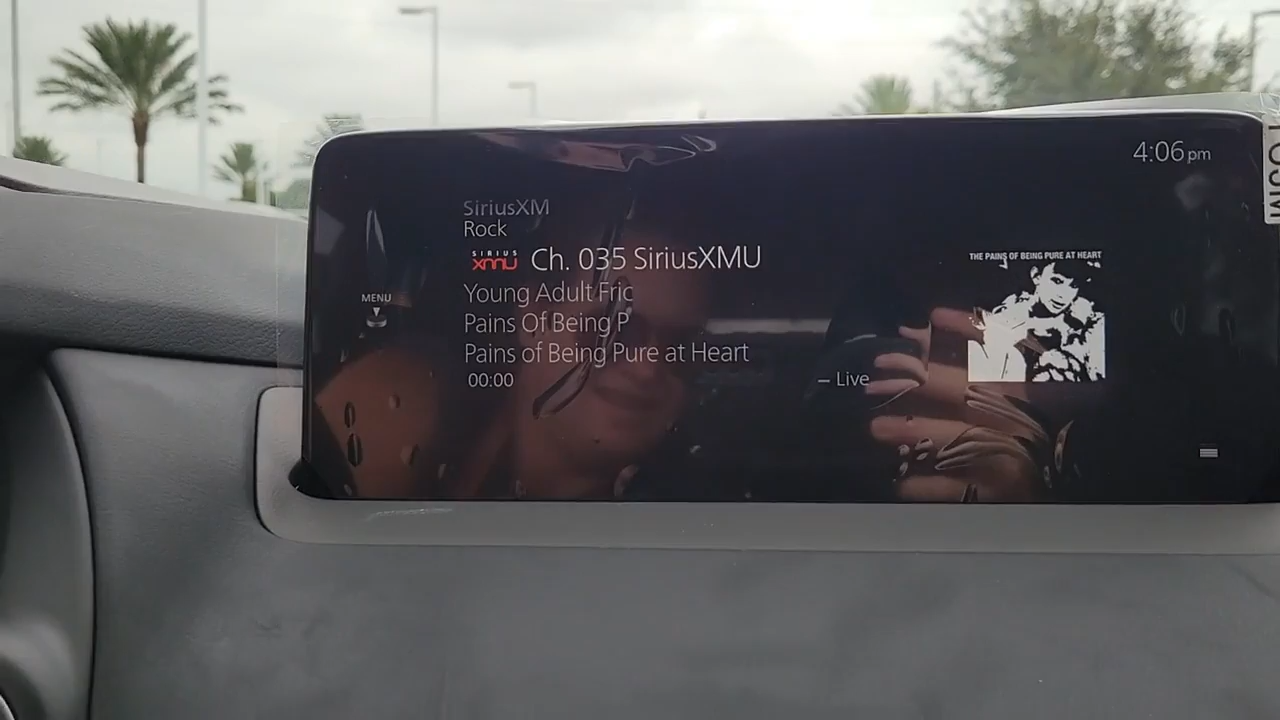 4:06 pm
SiriusXM
Rock
SIRIUS
xmu
Ch. 035 SiriusXMU
Young Adult Fric
Pains Of Being P
Pains of Being Pure at Heart
00:00
– Live
MENU
THE PAINS OF BEING PURE AT HEART